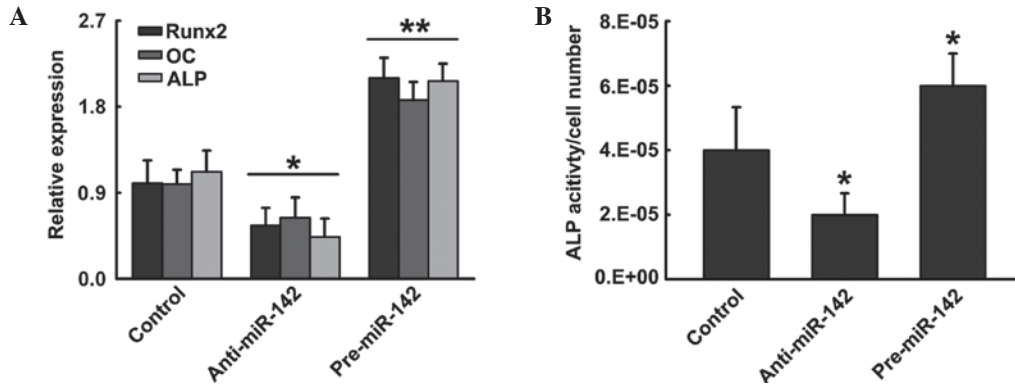 A
Relative expression
2.7
1.8
0.9
0.0
Runx2
OC
ALP
*
**
Control
Anti-miR-142
Pre-miR-142
B
ALP acitivty/cell number
8.E-05
6.E-05
4.E-05
2.E-05
0.E+00
*
*
Control
Anti-miR-142
Pre-miR-142